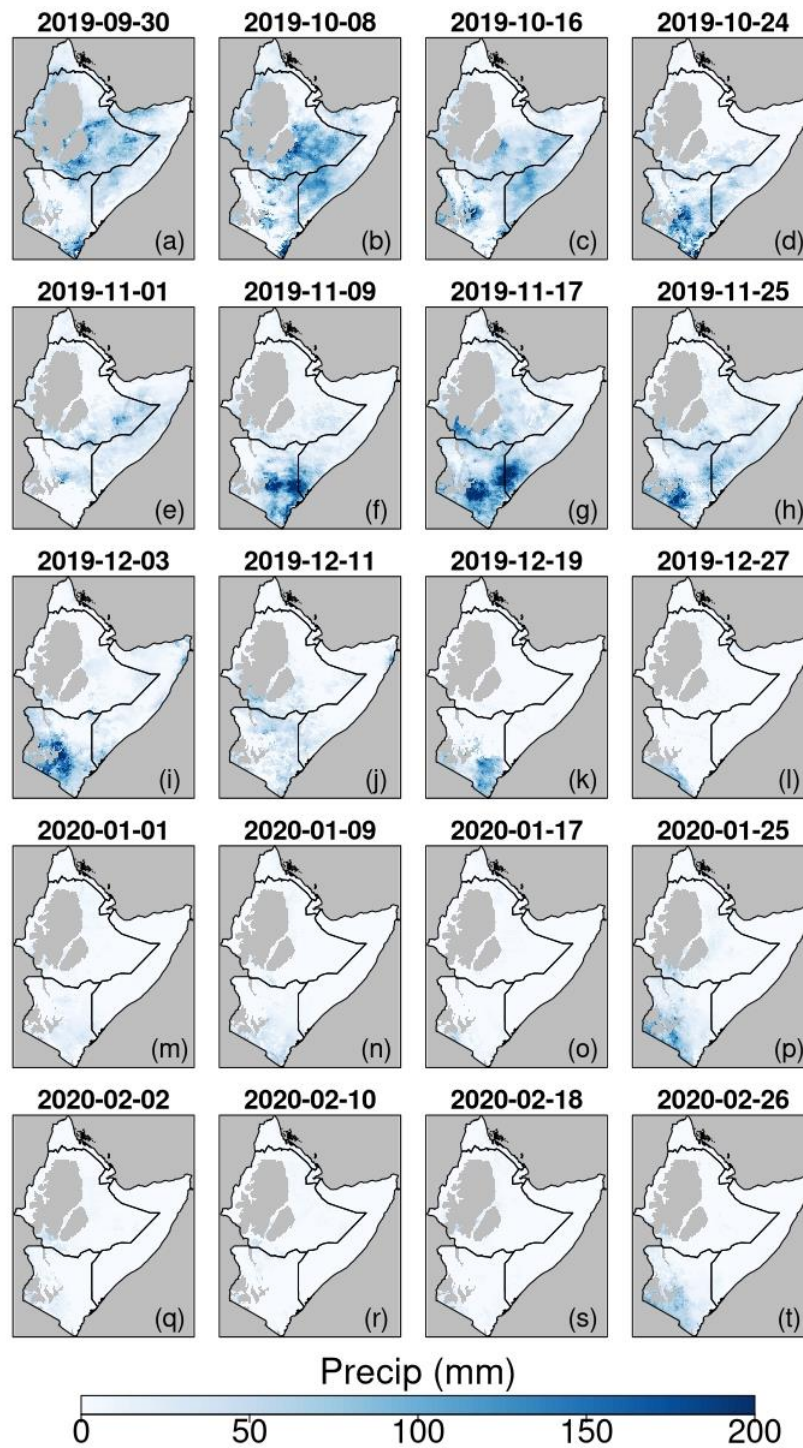 2019-09-30 2019-10-08 2019-10-16 2019-10-24
(a) (b) (c) (d)
2019-11-01 2019-11-09 2019-11-17 2019-11-25
(e) (f) (g) (h)
2019-12-03 2019-12-11 2019-12-19 2019-12-27
(i) (j) (k) (l)
2020-01-01 2020-01-09 2020-01-17 2020-01-25
(m) (n) (o) (p)
2020-02-02 2020-02-10 2020-02-18 2020-02-26
(q) (r) (s) (t)
Precip (mm)
0 50 100 150 200